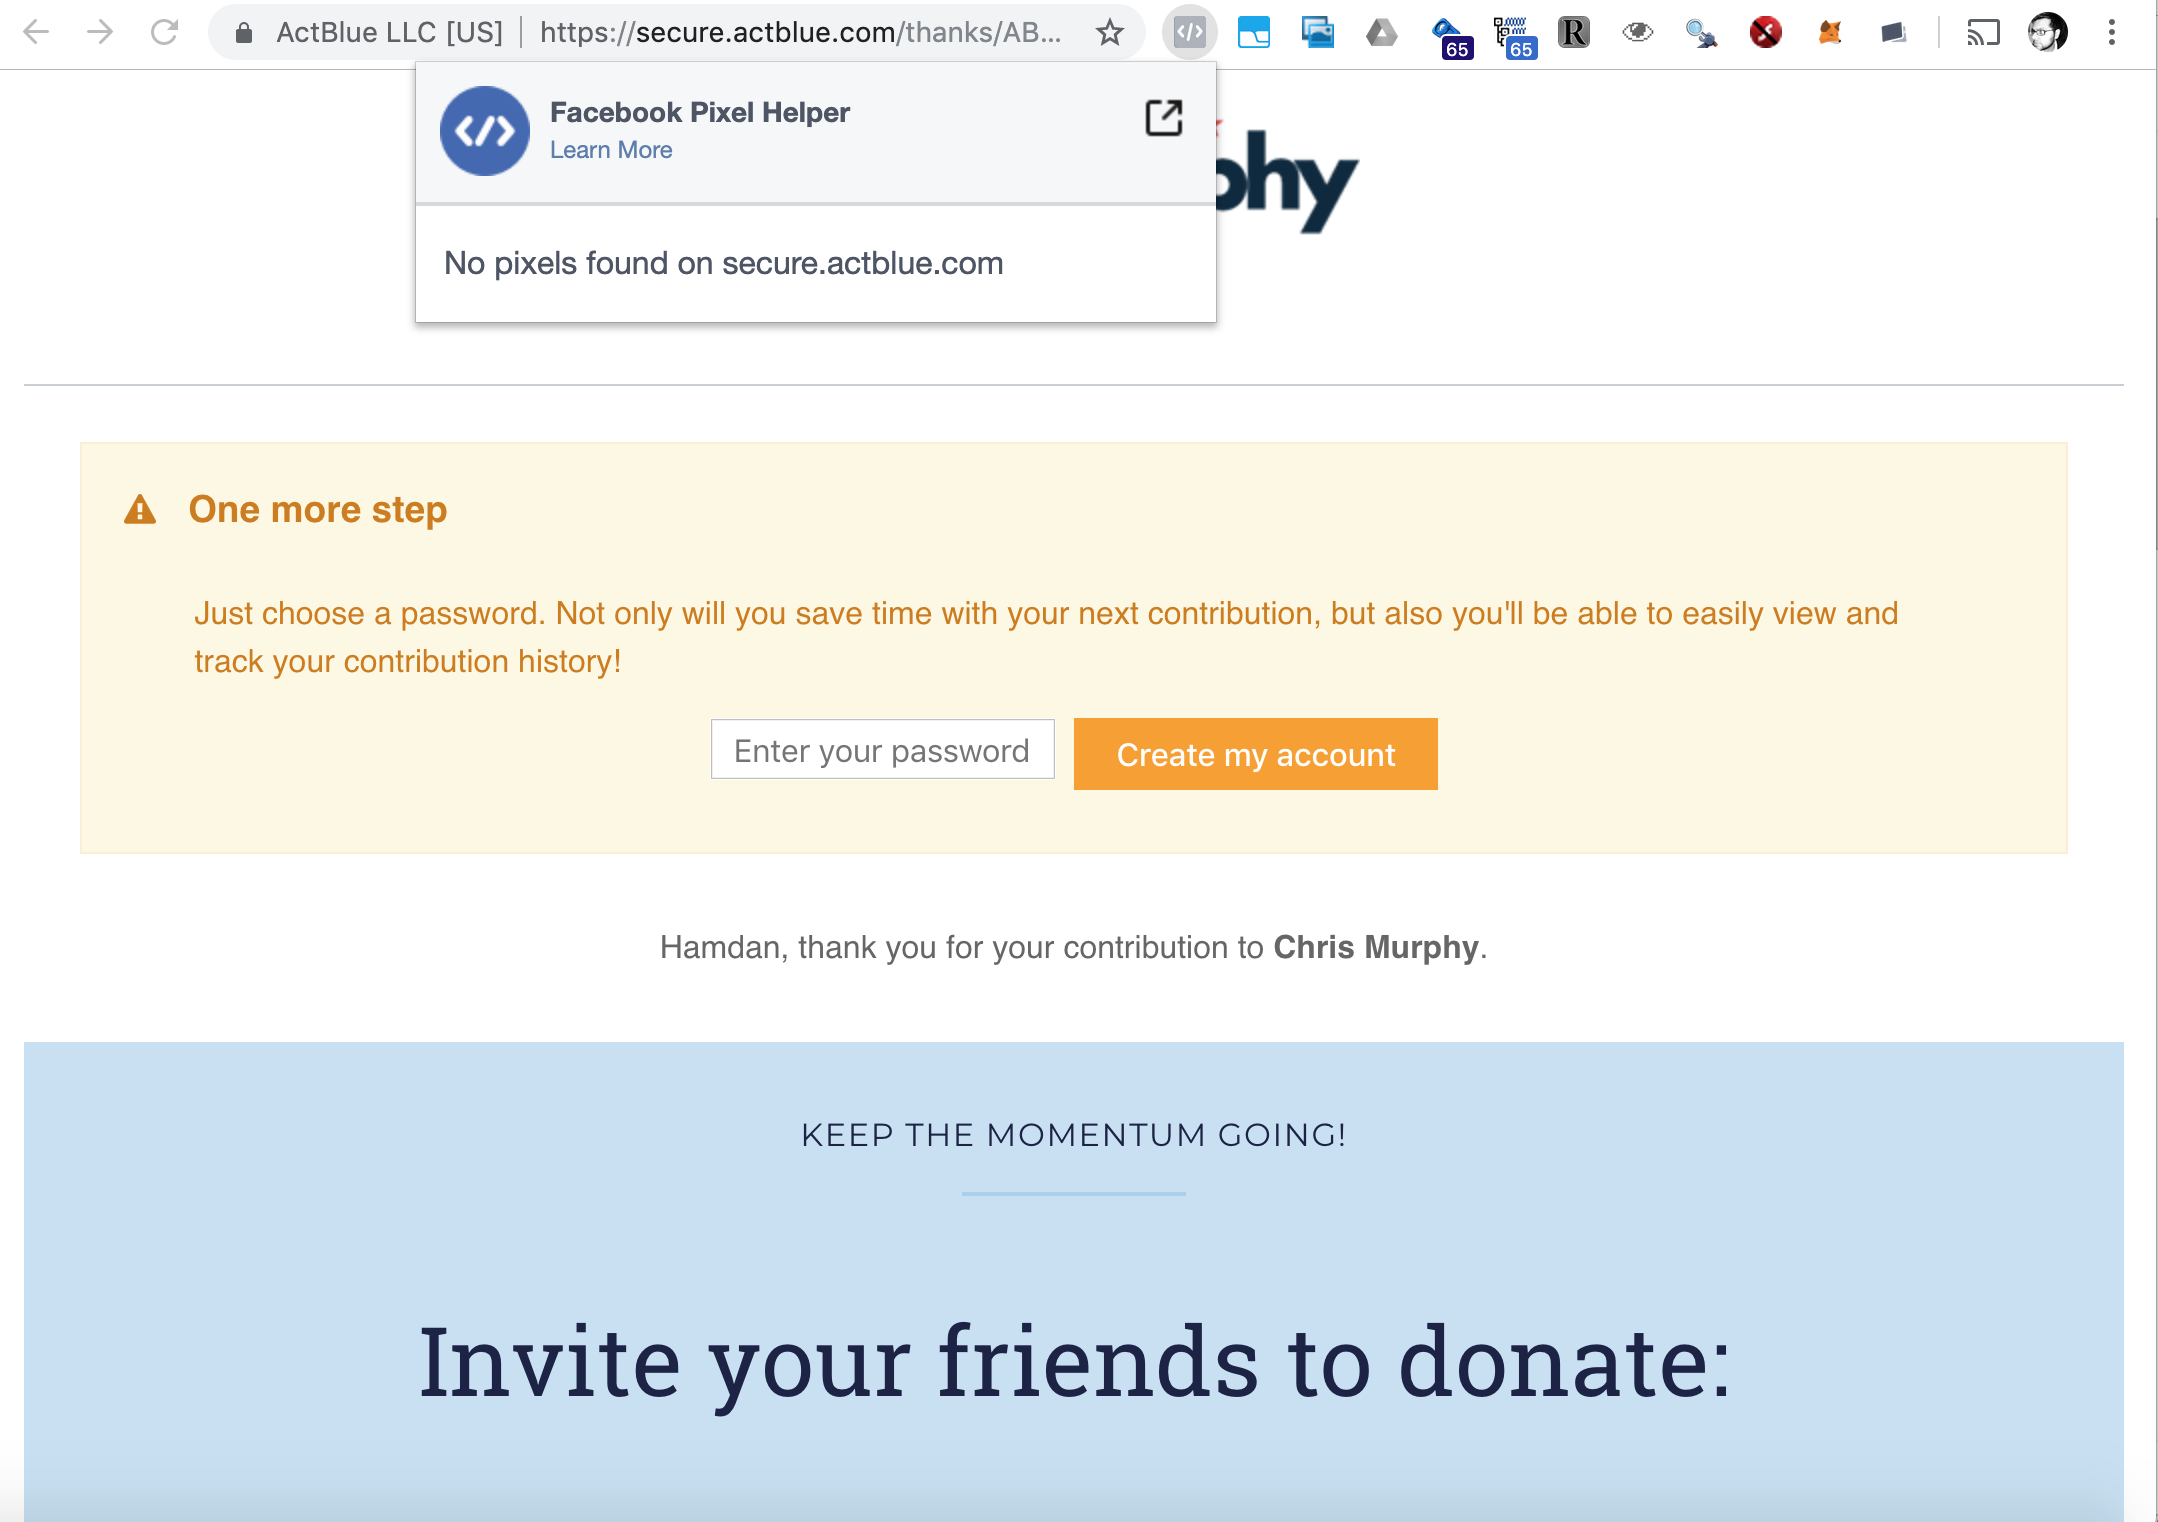 ActBlue LLC [US] | https://secure.actblue.com/thanks/AB...
65
65
R
Facebook Pixel Helper
Learn More
phy
No pixels found on secure.actblue.com
One more step
Just choose a password. Not only will you save time with your next contribution, but also you'll be able to easily view and
track your contribution history!
Enter your password
Create my account
Hamdan, thank you for your contribution to Chris Murphy.
KEEP THE MOMENTUM GOING!
Invite your friends to donate: